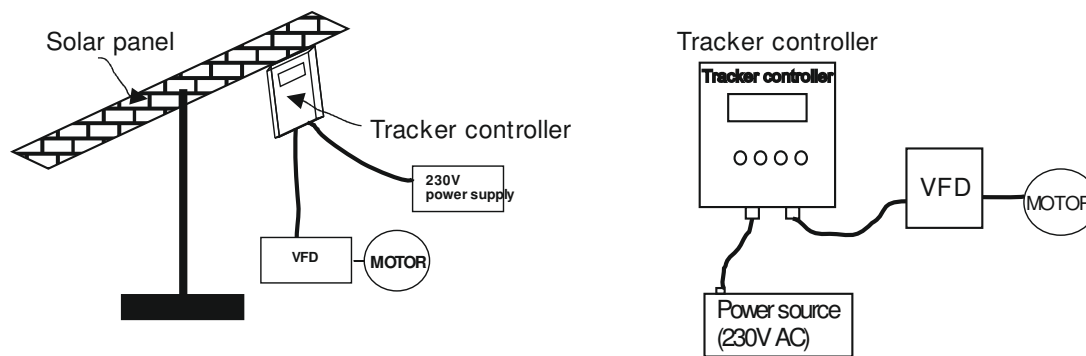 Solar panel
Tracker controller
230V
power supply
VFD
MOTOR
Tracker controller
Tracker controller
VFD
MOTOR
Power source
(230V AC)